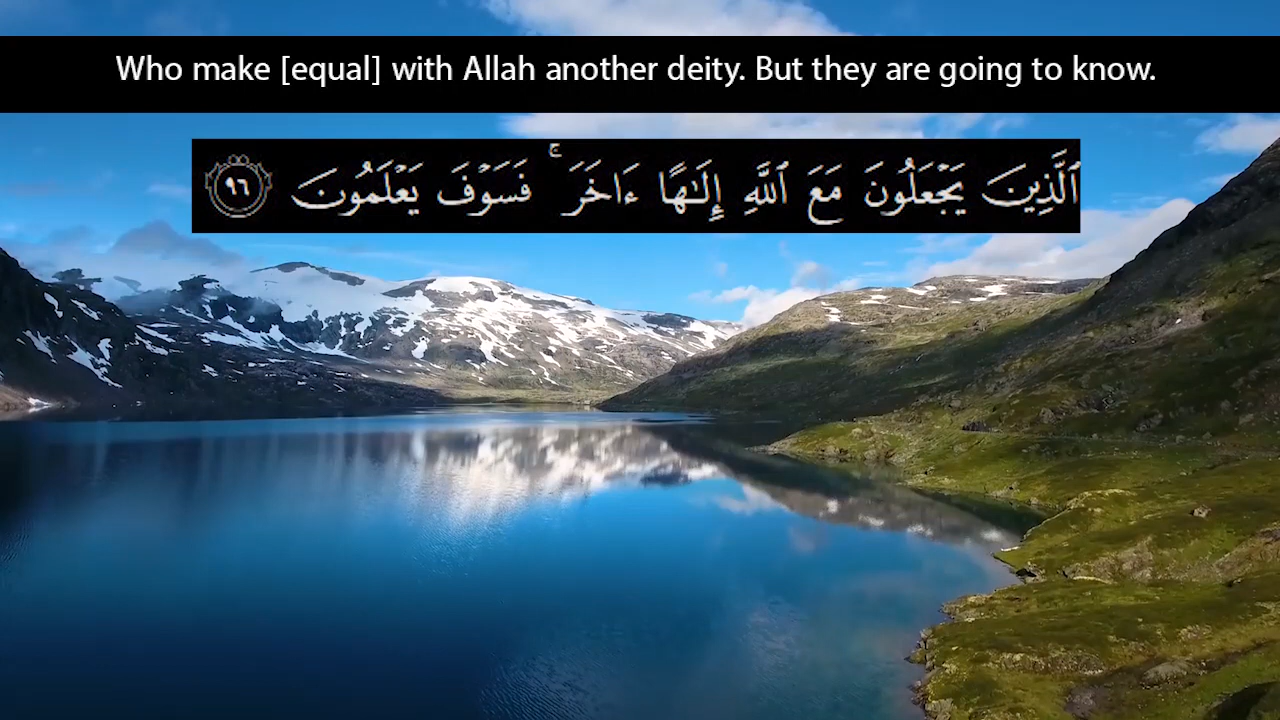 Who make [equal] with Allah another deity. But they are going to know.
ٱلَّذِينَ يَجۡعَلُونَ مَعَ ٱللَّهِ إِلَـٰهًا ءَاخَرَ ۚ فَسَوۡفَ يَعۡلَمُونَ ٩٦